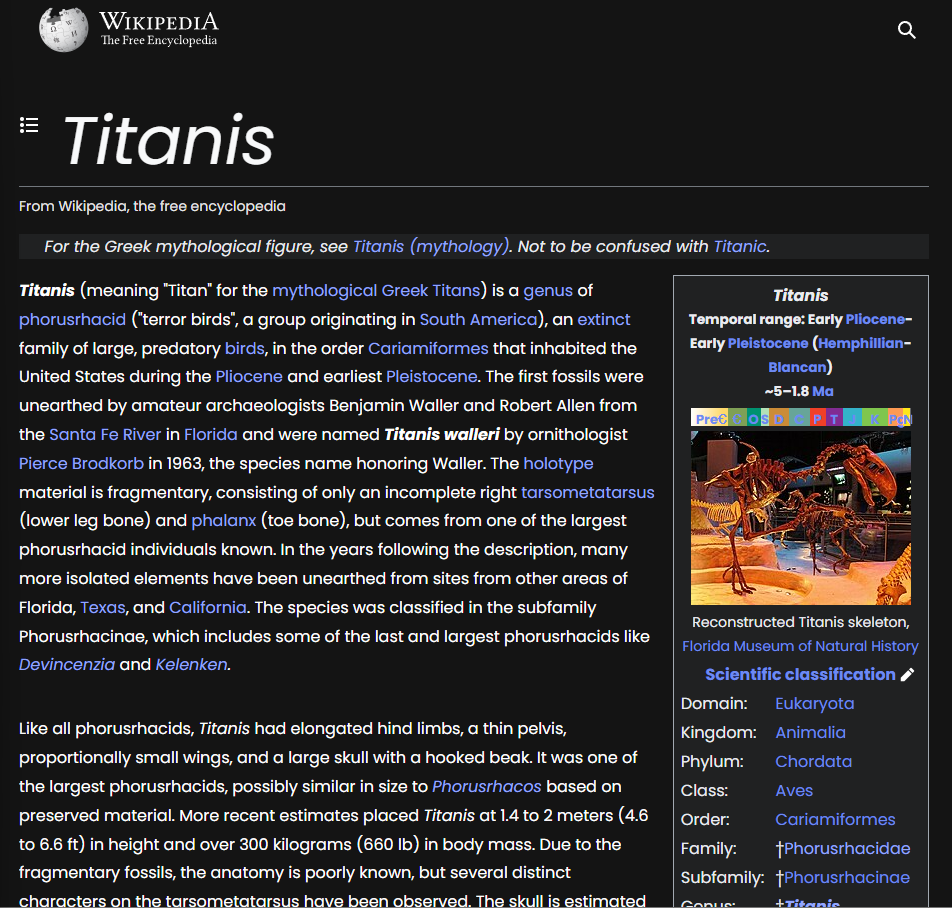 WIKIPEDIA
The Free Encyclopedia
Titanis
From Wikipedia, the free encyclopedia
For the Greek mythological figure, see Titanis (mythology). Not to be confused with Titanic.
Titanis (meaning "Titan" for the mythological Greek Titans) is a genus of
phorusrhacid ("terror birds", a group originating in South America), an extinct
family of large, predatory birds, in the order Cariamiformes that inhabited the
United States during the Pliocene and earliest Pleistocene. The first fossils were
unearthed by amateur archaeologists Benjamin Waller and Robert Allen from
the Santa Fe River in Florida and were named Titanis walleri by ornithologist
Pierce Brodkorb in 1963, the species name honoring Waller. The holotype
material is fragmentary, consisting of only an incomplete right tarsometatarsus
(lower leg bone) and phalanx (toe bone), but comes from one of the largest
phorusrhacid individuals known. In the years following the description, many
more isolated elements have been unearthed from sites from other areas of
Florida, Texas, and California. The species was classified in the subfamily
Phorusrhacinae, which includes some of the last and largest phorusrhacids like
Devincenzia and Kelenken.
Like all phorusrhacids, Titanis had elongated hind limbs, a thin pelvis,
proportionally small wings, and a large skull with a hooked beak. It was one of
the largest phorusrhacids, possibly similar in size to Phorusrhacos based on
preserved material. More recent estimates placed Titanis at 1.4 to 2 meters (4.6
to 6.6 ft) in height and over 300 kilograms (660 lb) in body mass. Due to the
fragmentary fossils, the anatomy is poorly known, but several distinct
characters on the tarsometatarsus have been observed. The skull is estimated
Titanis
Temporal range: Early Pliocene–
Early Pleistocene (Hemphillian–
Blancan)
~5–1.8 Ma
PreꞒ Ꞓ O S D C P T J K Pg N
Reconstructed Titanis skeleton,
Florida Museum of Natural History
Scientific classification
Domain: Eukaryota
Kingdom: Animalia
Phylum: Chordata
Class: Aves
Order: Cariamiformes
Family: †Phorusrhacidae
Subfamily: †Phorusrhacinae
Genus: †Titanis